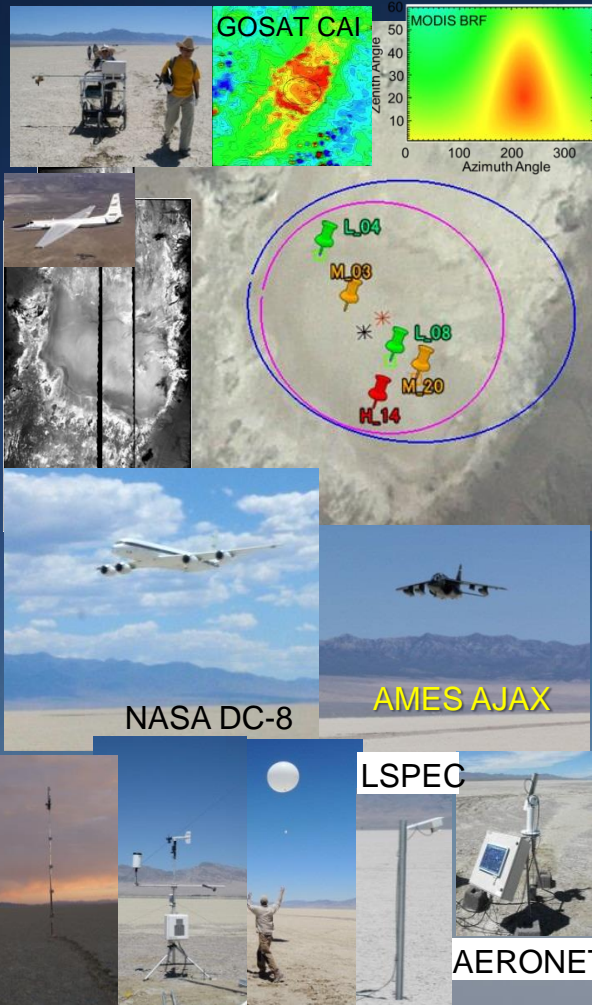 GOSAT CAI
MODIS BRF
60
50
40
30
20
10
Zenith Angle
0 100 200 300
Azimuth Angle
L_04
M_03
L_08
M_20
H_14
NASA DC-8
AMES AJAX
LSPEC
AERONET